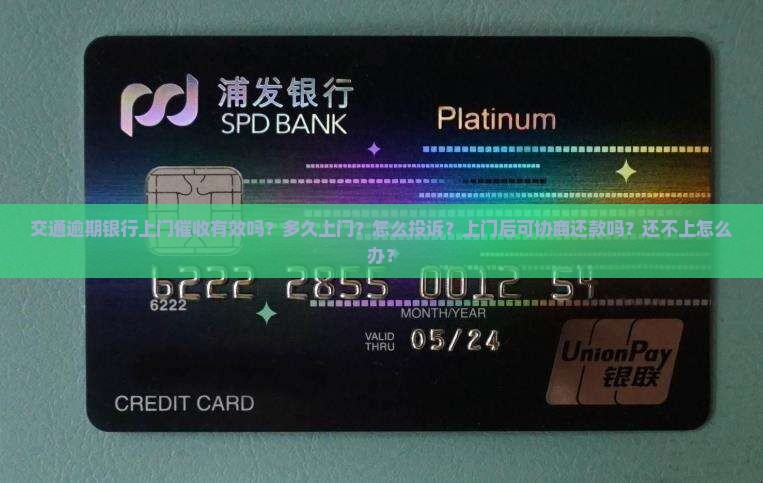 浦发银行
SPD BANK
Platinum
交通逾期银行上门催收有效吗？多久上门？怎么投诉？上门后可协商还款吗？还不上怎么
办？
6222 2855 0012 54
6222
MONTH/YEAR
VALID
THRU
05/24
UnionPay
银联
CREDIT CARD